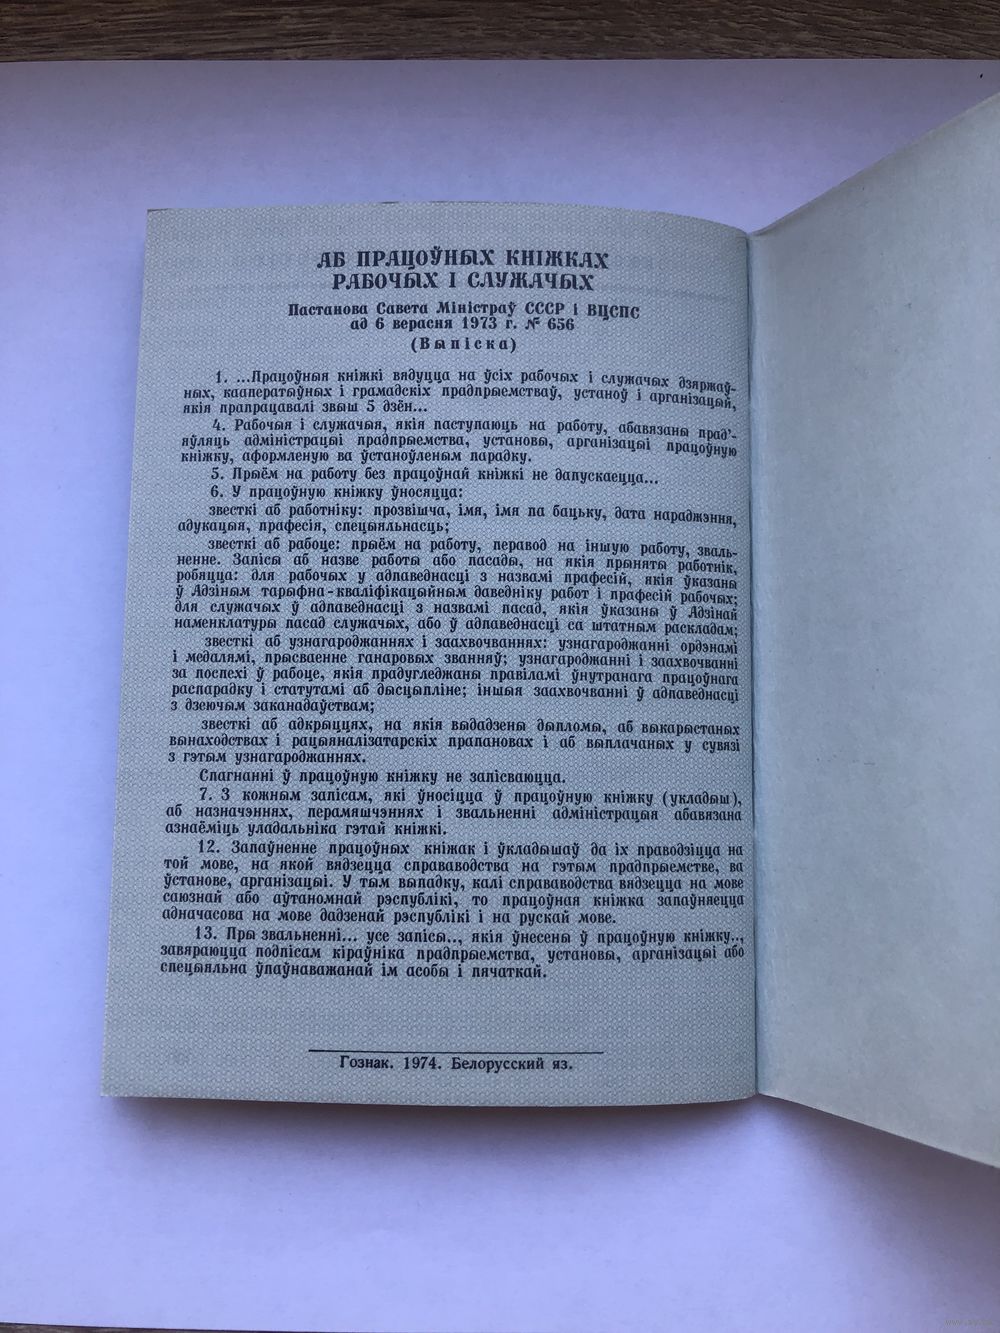 АБ ПРАЦОЎНЫХ КНІЖКАХ
РАБОЧЫХ І СЛУЖАЧЫХ
Пастанова Савета Міністраў СССР і ВЦСПС
ад 6 верасня 1973 г. № 656
(Выпіска)
1. ...Працоўныя кніжкі вядуцца на ўсіх рабочых і служачых дзяржаў-
ных, кааператыўных і грамадскіх прадпрыемстваў, устаноў і арганізацый,
якія прапрацавалі звыш 5 дзён...
4. Рабочыя і служачыя, якія паступаюць на работу, абавязаны прад'-
яўляць адміністрацыі прадпрыемства, установы, арганізацыі працоўную
кніжку, аформленую ва ўстаноўленым парадку.
5. Прыём на работу без працоўнай кніжкі не дапускаецца...
6. У працоўную кніжку ўносяцца:
звесткі аб работніку: прозвішча, імя, імя па бацьку, дата нараджэння,
адукацыя, прафесія, спецыяльнасць;
звесткі аб рабоце: прыём на работу, перавод на іншую работу, зваль-
ненне. Запісы аб назве работы або пасады, на якія прыняты работнік,
робяцца: для рабочых у адпаведнасці з назвамі прафесій, якія ўказаны
ў Адзіным тарыфна-кваліфікацыйным даведніку работ і прафесій рабочых;
для служачых ў адпаведнасці з назвамі пасад, якія ўказаны ў Адзінай
наменклатуры пасад служачых, або ў адпаведнасці са штатным раскладам;
звесткі аб узнагароджаннях і заахвочваннях: узнагароджанні ордэнамі
і медалямі, прысваенне ганаровых званняў; узнагароджанні і заахвочванні
за поспехі ў рабоце, якія прадугледжаны правіламі ўнутранага працоўнага
распарадку і статутамі аб дысцыпліне; іншыя заахвочванні ў адпаведнасці
з дзеючым заканадаўствам;
звесткі аб адкрыццях, на якія выдадзены дыпломы, аб выкарыстаных
вынаходствах і рацыяналізатарскіх прапановах і аб выплачаных у сувязі
з гэтым узнагароджаннях.
Спагнанні ў працоўную кніжку не запісваюцца.
7. З кожным запісам, які ўносіцца ў працоўную кніжку (укладыш),
аб назначэннях, перамяшчэннях і звальненні адміністрацыя абавязана
азнаёміць уладальніка гэтай кніжкі.
12. Запаўненне працоўных кніжак і ўкладышаў да іх праводзіцца на
той мове, на якой вядзецца справаводства на гэтым прадпрыемстве, ва
ўстанове, арганізацыі. У тым выпадку, калі справаводства вядзецца на мове
саюзнай або аўтаномнай рэспублікі, то працоўная кніжка запаўняецца
адначасова на мове дадзенай рэспублікі і на рускай мове.
13. Пры звальненні... усе запісы.., якія ўнесены ў працоўную кніжку..,
завяраюцца подпісам кіраўніка прадпрыемства, установы, арганізацыі або
спецыяльна ўпаўнаважанай ім асобы і пячаткай.
Гознак. 1974. Белорусский яз.